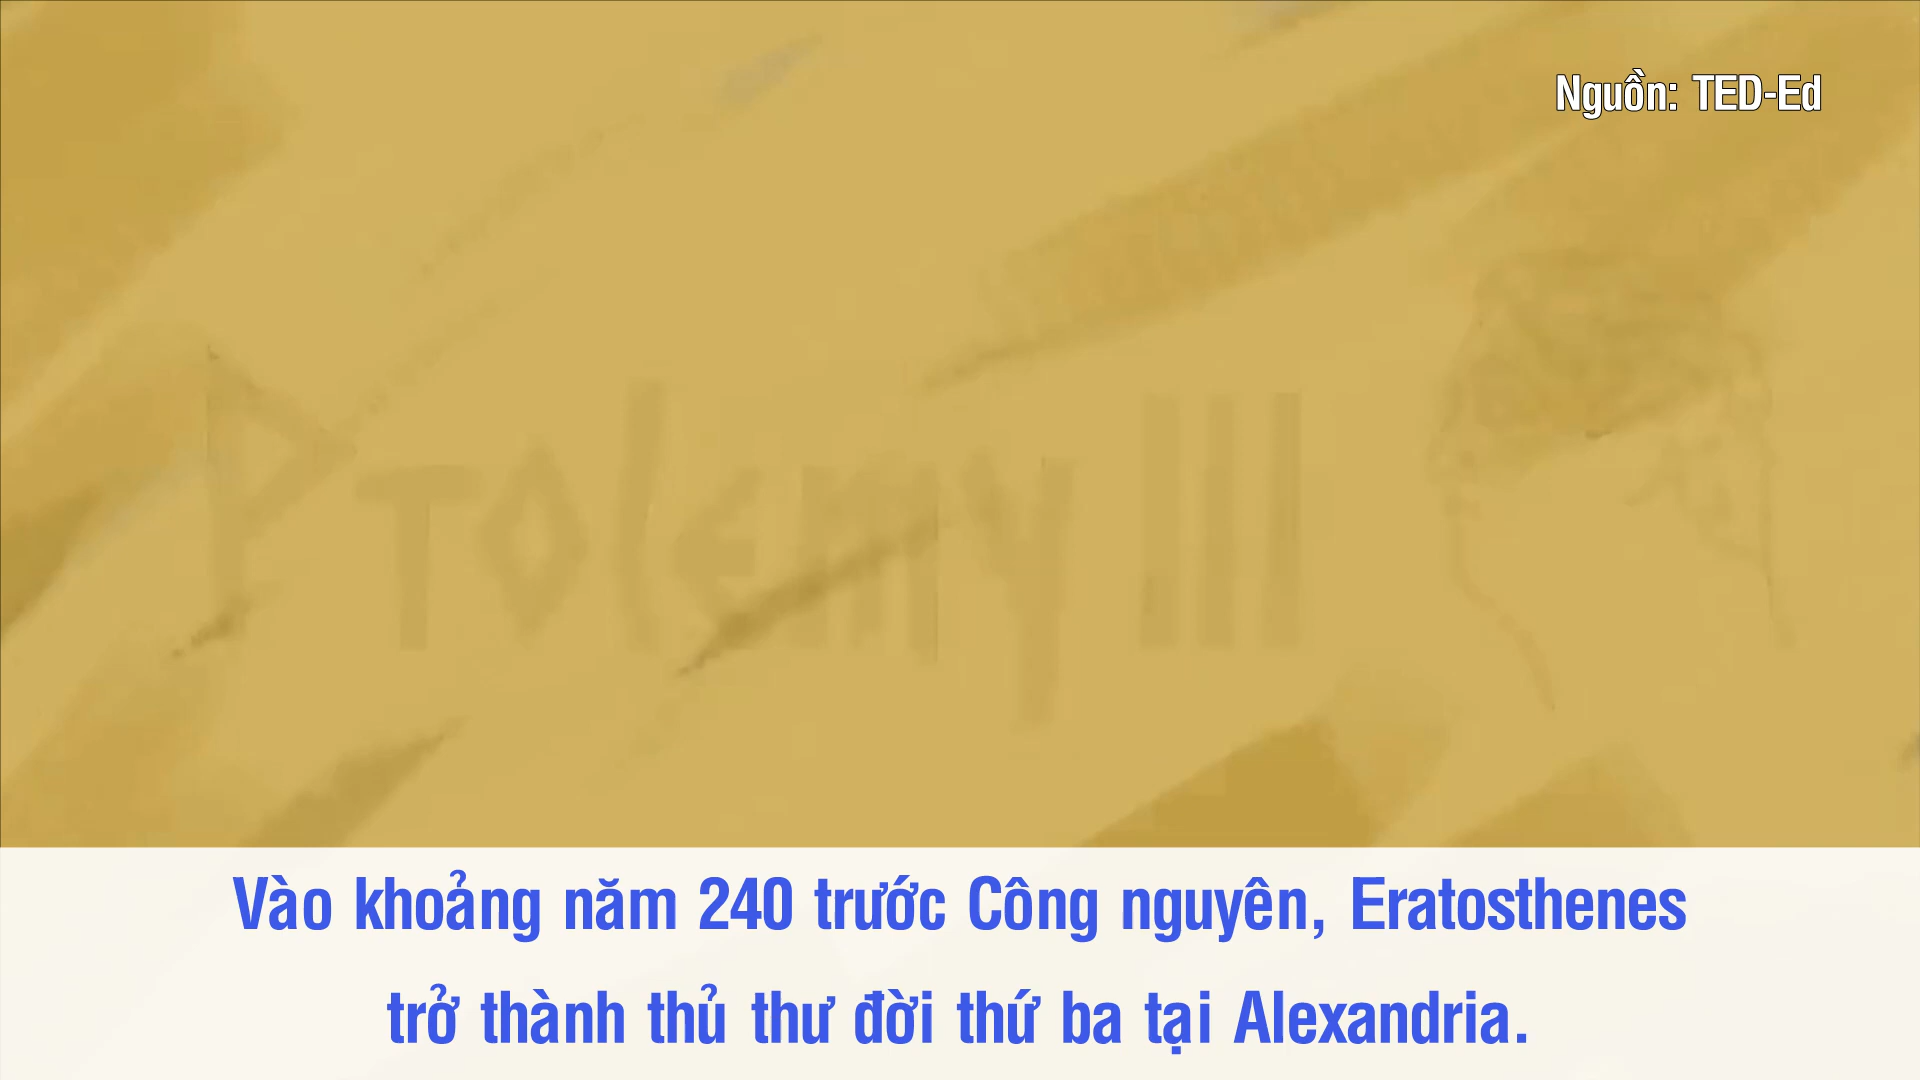 Nguồn: TED-Ed
Ptolemy III
Vào khoảng năm 240 trước Công nguyên, Eratosthenes
trở thành thủ thư đời thứ ba tại Alexandria.